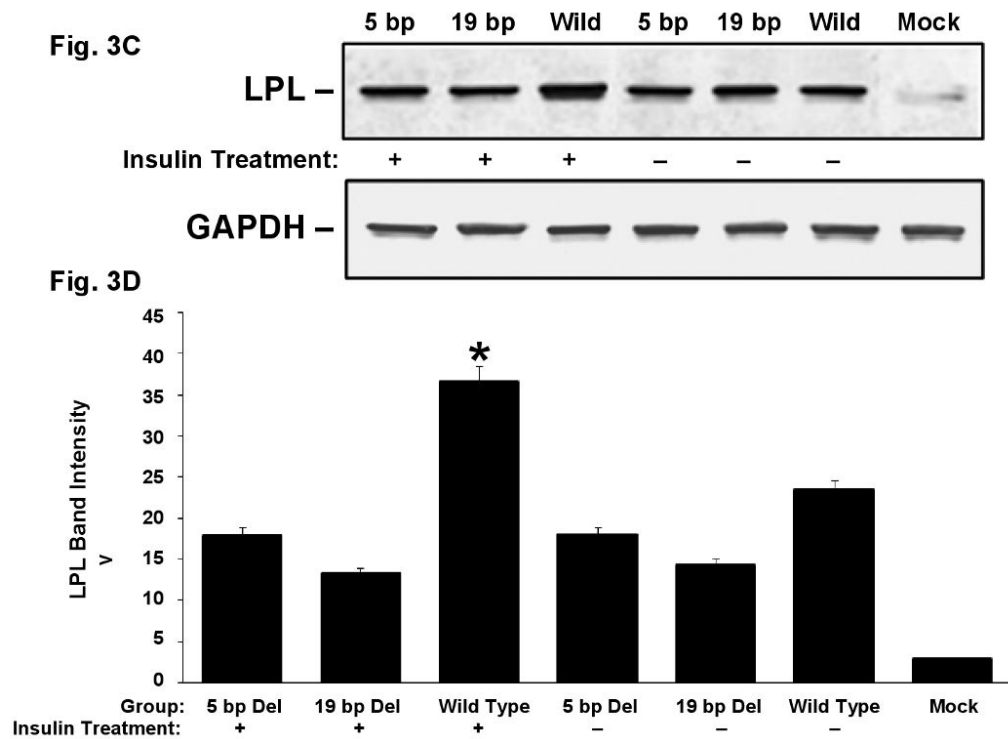 Fig. 3C
5 bp 19 bp Wild 5 bp 19 bp Wild Mock
LPL –
Insulin Treatment: + + + – – –
GAPDH –
Fig. 3D
45
40
35
30
25
20
15
10
5
0
LPL Band Intensity
v
*
Group: 5 bp Del 19 bp Del Wild Type 5 bp Del 19 bp Del Wild Type Mock
Insulin Treatment: + + + – – –